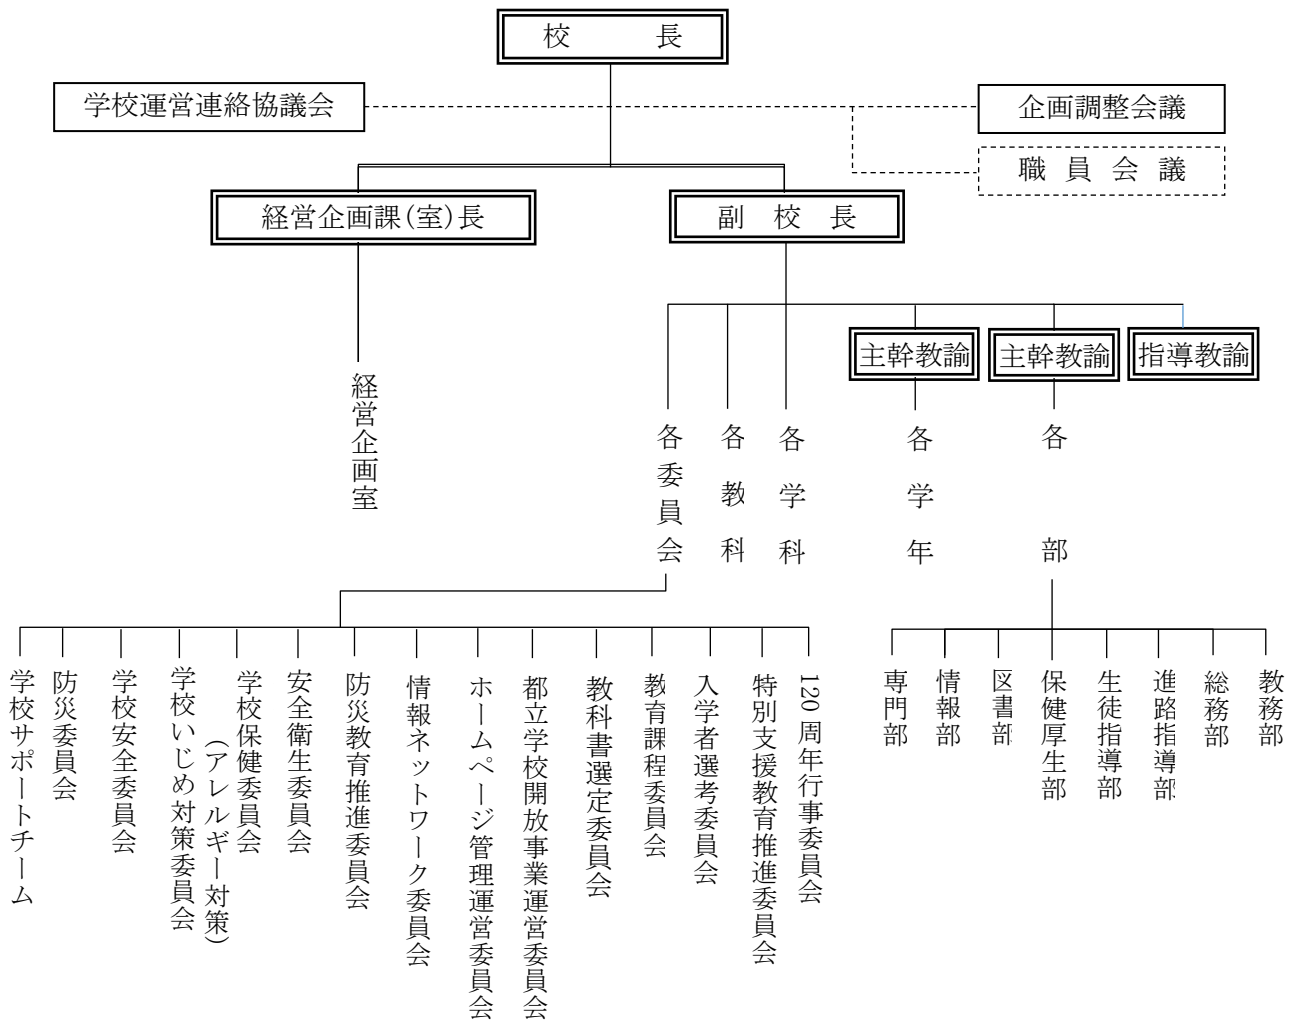 校長
学校運営連絡協議会
企画調整会議
職員会議
経営企画課(室)長
副校長
主幹教諭
主幹教諭
指導教諭
経営企画室
各委員会
各教科
各学科
各学年
各部
学校サポートチーム
防災委員会
学校安全委員会
学校いじめ対策委員会
学校保健委員会
(アレルギー対策)
安全衛生委員会
防災教育推進委員会
情報ネットワーク委員会
ホームページ管理運営委員会
都立学校開放事業運営委員会
教科書選定委員会
教育課程委員会
入学者選考委員会
特別支援教育推進委員会
120周年行事委員会
専門部
情報部
図書部
保健厚生部
生徒指導部
進路指導部
総務部
教務部